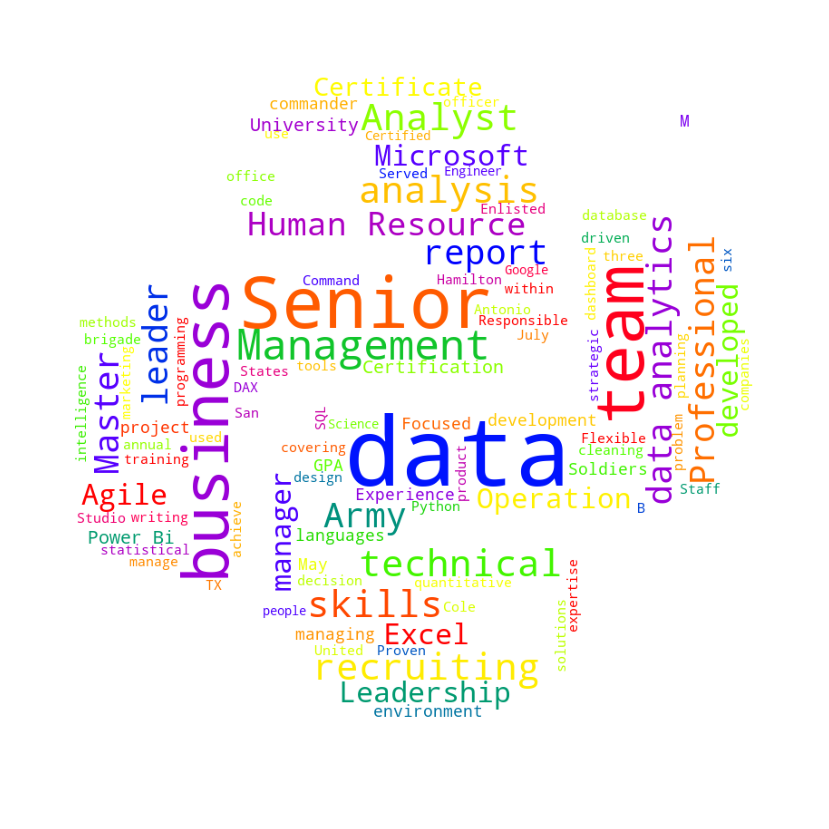 Certificate
commander
officer
Analyst
University
use
Certified
M
Microsoft
Served
Engineer
office
analysis
code
Enlisted
database
Human Resource
driven
report
three
six
Google
Command
Hamilton
within
Senior
dashboard
team
data analytics
Professional
developed
companies
planning
strategic
Antonio
Responsible
July
business
leader
methods
brigade
programming
marketing
Master
intelligence
Management
States
tools
Certification
DAX
San
SQL
Science
Focused
development
project
used
annual
training
covering
GPA
design
data
product
Flexible
cleaning
Soldiers
problem
Staff
Agile
Experience
Operation
B
Studio
writing
achieve
manager
Army
Python
Power Bi
languages
statistical
manage
May
technical
TX
decision
quantitative
people
skills
Cole
solutions
expertise
managing
Excel
United
Proven
recruiting
Leadership
environment